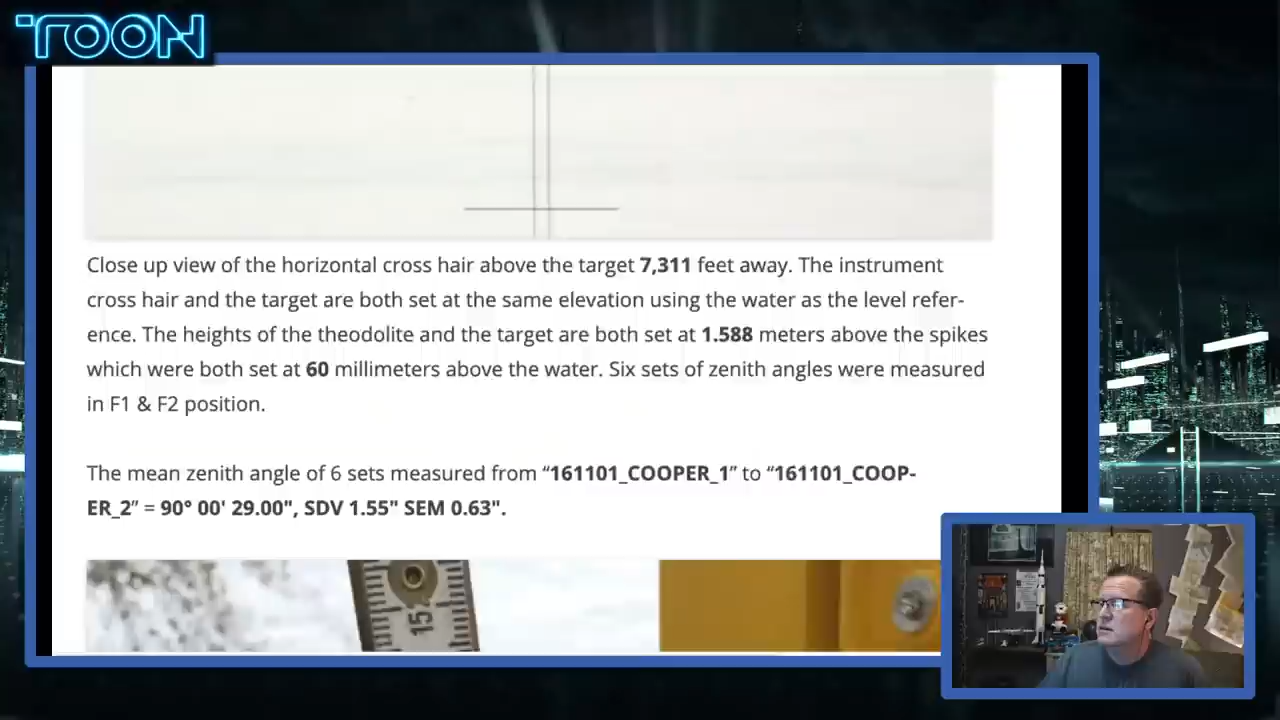 TOON
Close up view of the horizontal cross hair above the target 7,311 feet away. The instrument
cross hair and the target are both set at the same elevation using the water as the level refer-
ence. The heights of the theodolite and the target are both set at 1.588 meters above the spikes
which were both set at 60 millimeters above the water. Six sets of zenith angles were measured
in F1 & F2 position.
The mean zenith angle of 6 sets measured from “161101_COOPER_1” to “161101_COOP-
ER_2” = 90° 00' 29.00", SDV 1.55" SEM 0.63".